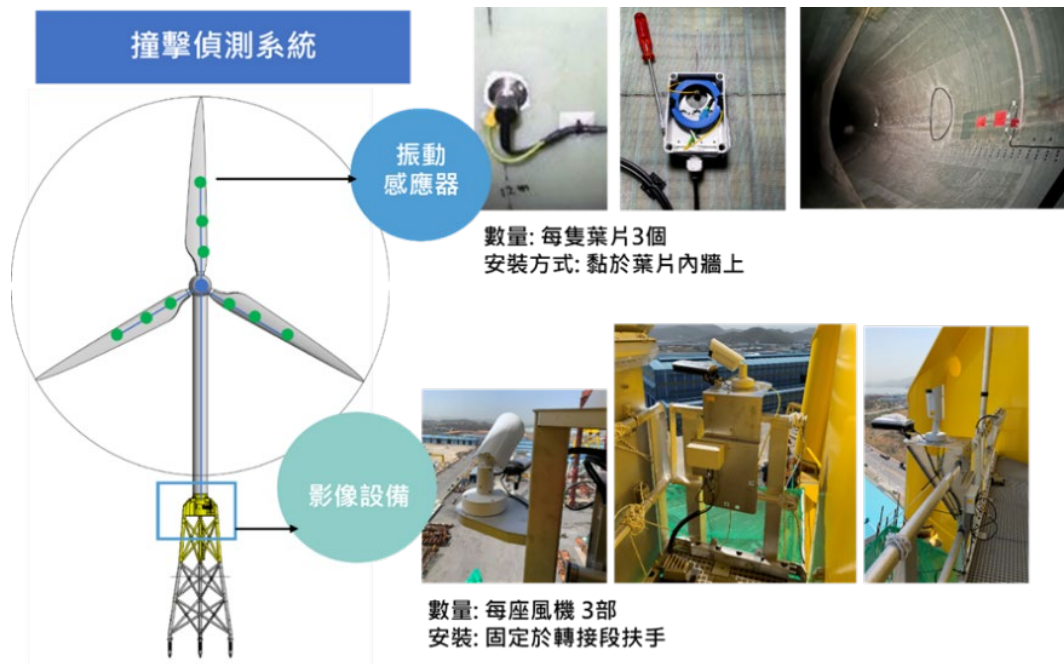 撞擊偵測系統
振動
感應器
數量: 每隻葉片3個
安裝方式: 黏於葉片內牆上
影像設備
數量: 每座風機 3部
安裝: 固定於轉接段扶手